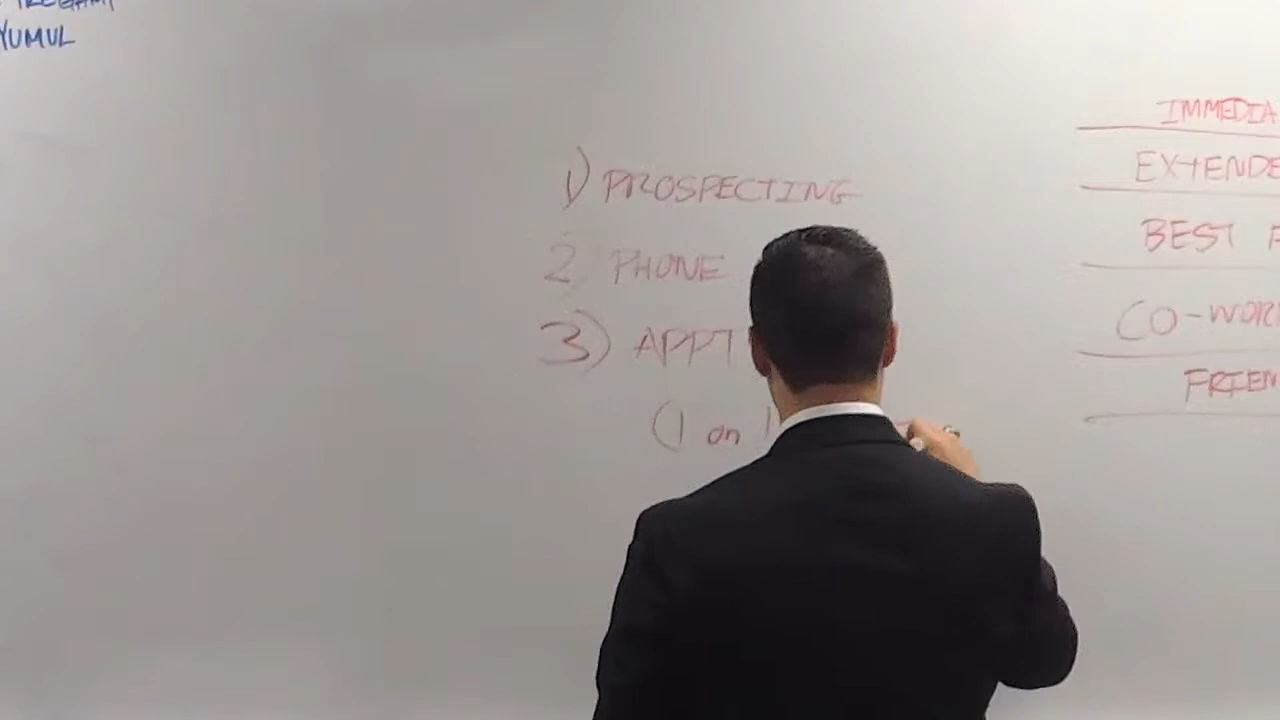 YUMUL
1) PROSPECTING
2) PHONE
3) APPT
(1 on 1
IMMEDIA
EXTENDE
BEST F
CO-WOR
FRIEN